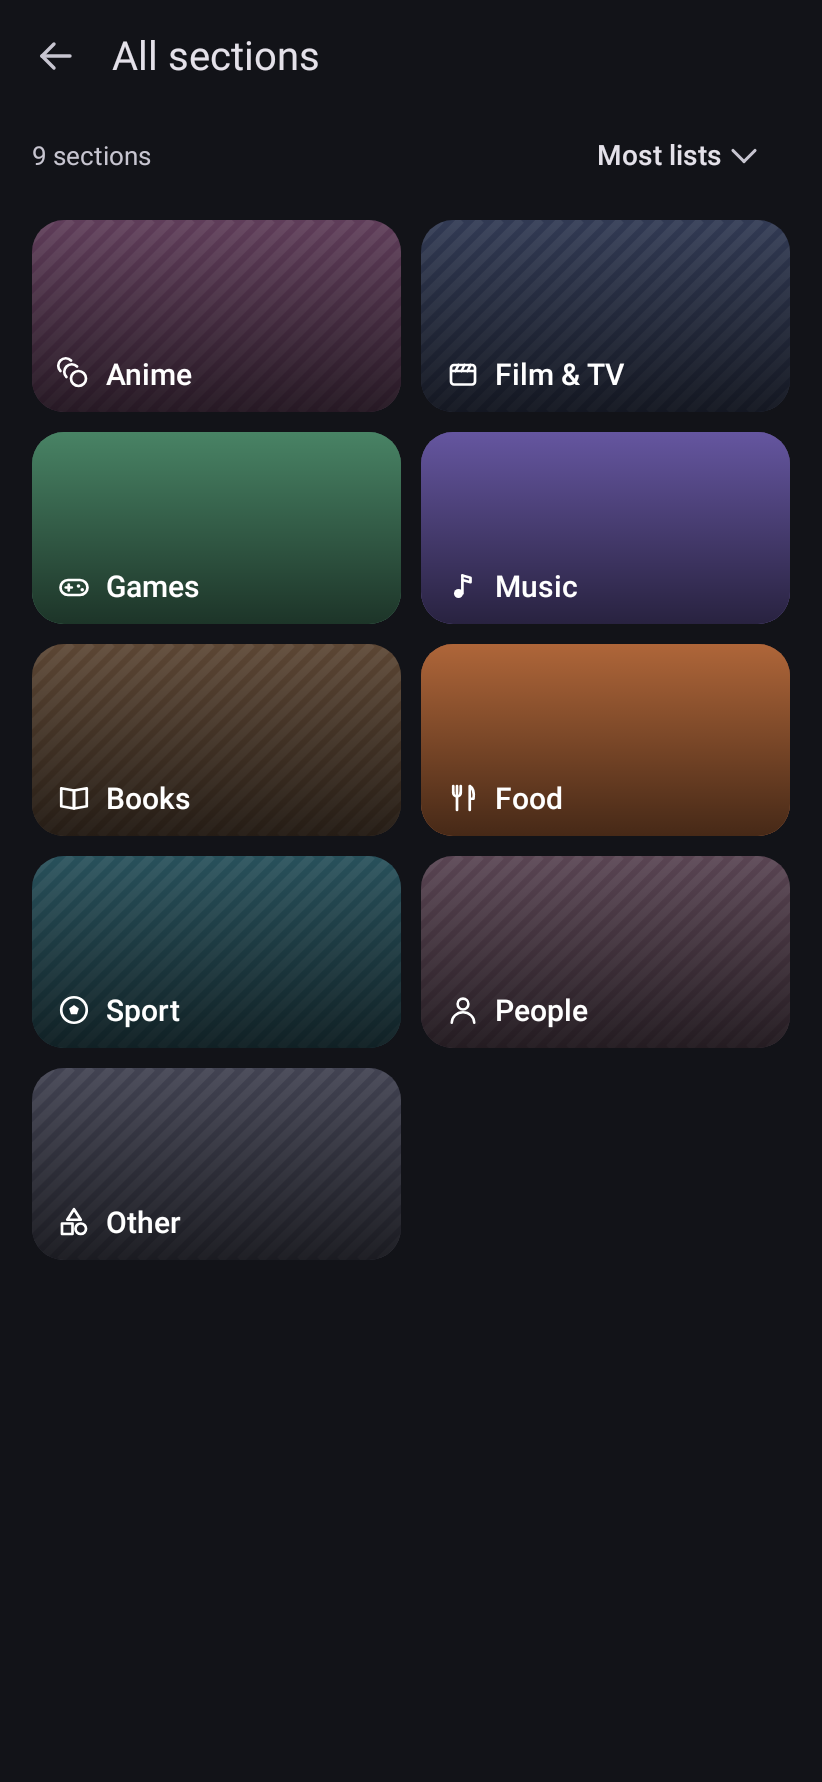 All sections
9 sections
Most lists
Anime
Film & TV
Games
Music
Books
Food
Sport
People
Other